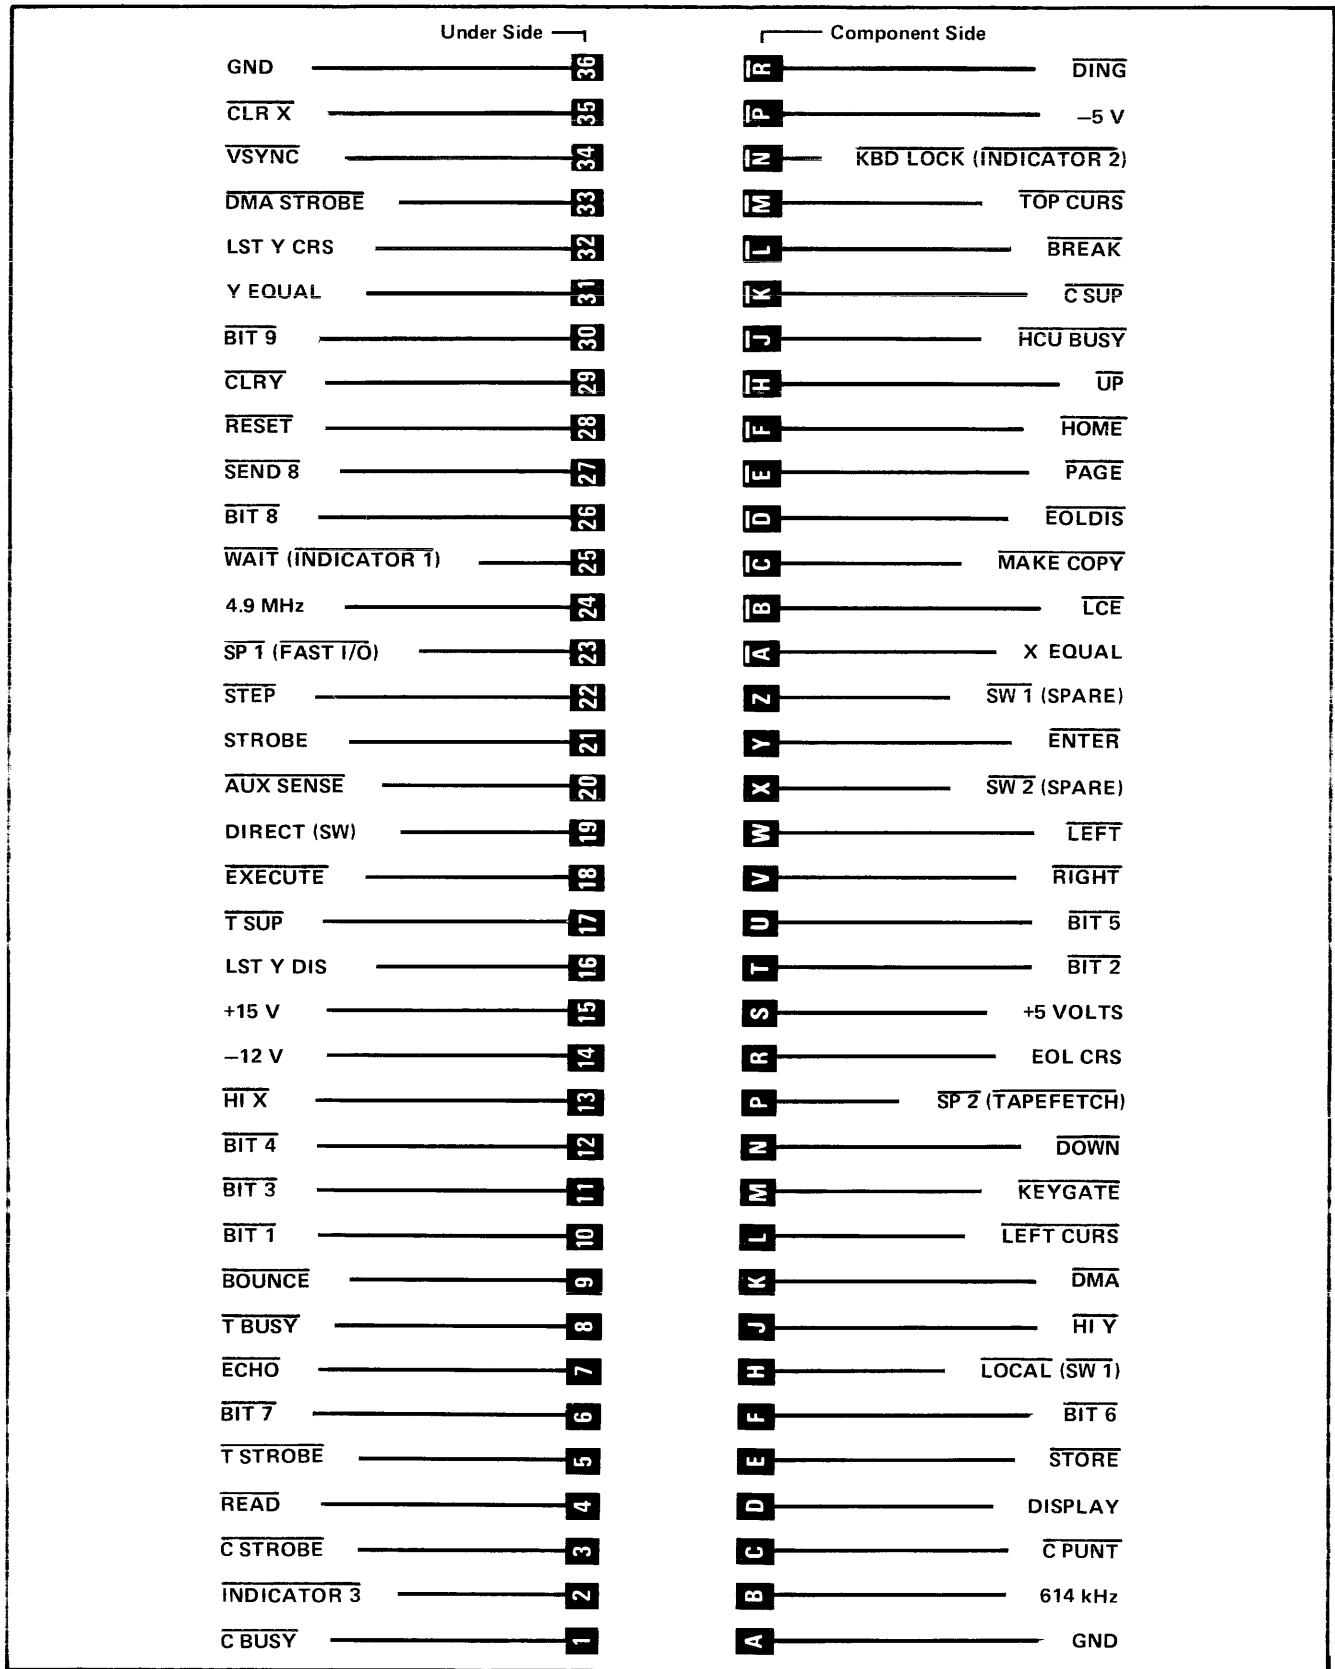 Under Side Component Side
GND 36 R DING
CLR X 35 P −5 V
VSYNC 34 N KBD LOCK (INDICATOR 2)
DMA STROBE 33 M TOP CURS
LST Y CRS 32 L BREAK
Y EQUAL 31 K C SUP
BIT 9 30 J HCU BUSY
CLRY 29 H UP
RESET 28 F HOME
SEND 8 27 E PAGE
BIT 8 26 D EOLDIS
WAIT (INDICATOR 1) 25 C MAKE COPY
4.9 MHz 24 B LCE
SP 1 (FAST I/O) 23 A X EQUAL
STEP 22 Z SW 1 (SPARE)
STROBE 21 Y ENTER
AUX SENSE 20 X SW 2 (SPARE)
DIRECT (SW) 19 W LEFT
EXECUTE 18 V RIGHT
T SUP 17 U BIT 5
LST Y DIS 16 T BIT 2
+15 V 15 S +5 VOLTS
−12 V 14 R EOL CRS
HI X 13 P SP 2 (TAPEFETCH)
BIT 4 12 N DOWN
BIT 3 11 M KEYGATE
BIT 1 10 L LEFT CURS
BOUNCE 9 K DMA
T BUSY 8 J HI Y
ECHO 7 H LOCAL (SW 1)
BIT 7 6 F BIT 6
T STROBE 5 E STORE
READ 4 D DISPLAY
C STROBE 3 C C PUNT
INDICATOR 3 2 B 614 kHz
C BUSY 1 A GND